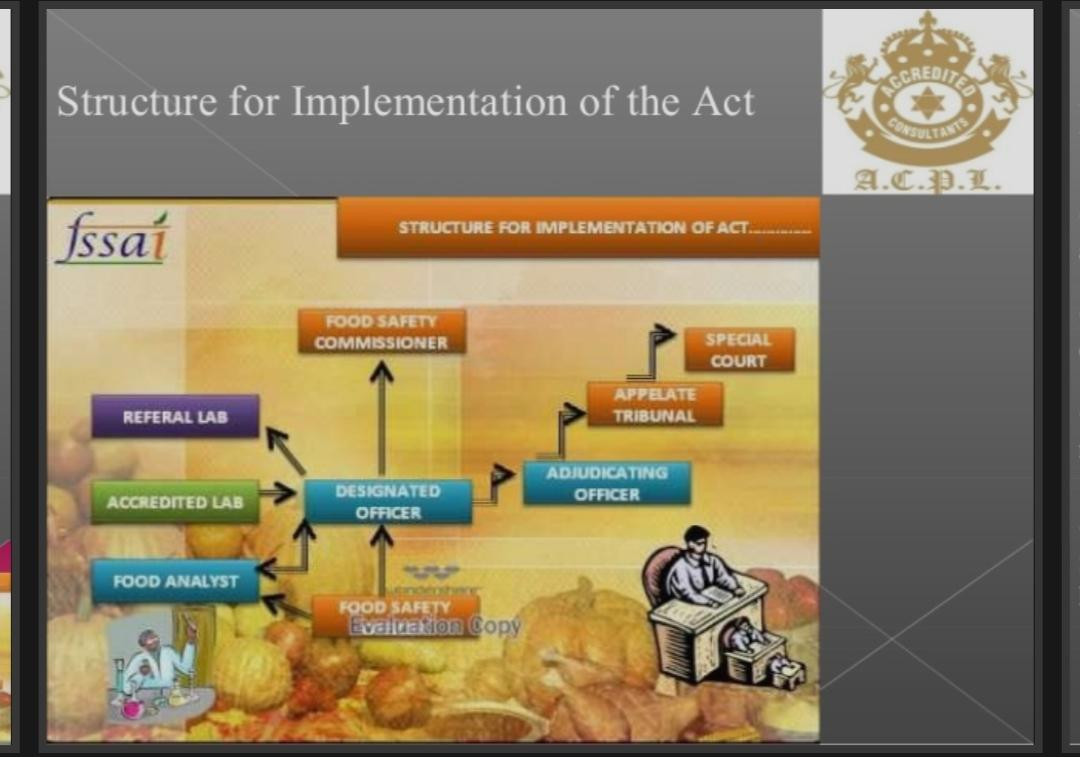 Structure for Implementation of the Act
ACCREDITED
CONSULTANTS
A.C.P.L.
fssai
STRUCTURE FOR IMPLEMENTATION OF ACT..............
FOOD SAFETY
COMMISSIONER
SPECIAL
COURT
APPELATE
TRIBUNAL
REFERAL LAB
ADJUDICATING
OFFICER
ACCREDITED LAB
DESIGNATED
OFFICER
FOOD ANALYST
wondershare
FOOD SAFETY
Evaluation Copy